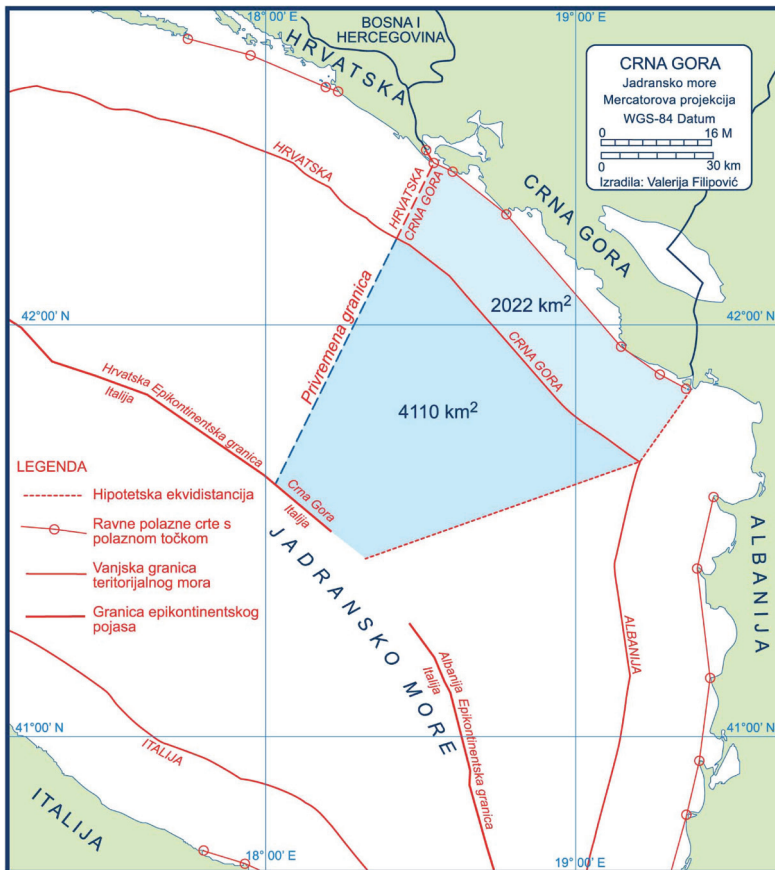 18°00' E
19°00' E
BOSNA I
HERCEGOVINA
HRVATSKA
CRNA GORA
Jadransko more
Mercatorova projekcija
WGS-84 Datum
0 16 M
0 30 km
Izradila: Valerija Filipović
HRVATSKA
HRVATSKA
CRNA GORA
CRNA GORA
2022 km²
42°00' N
42°00' N
Privremena granica
CRNA GORA
Hrvatska Epikontinentska granica
Italija
4110 km²
LEGENDA
Hipotetska ekvidistancija
Ravne polazne crte s
polaznom točkom
Vanjska granica
teritorijalnog mora
Granica epikontinentskog
pojasa
Crna Gora
Italija
JADRANSKO MORE
ALBANIJA
ALBANIJA
Albanija Epikontinentska granica
Italija
41°00' N
41°00' N
ITALIJA
ITALIJA
18°00' E
19°00' E